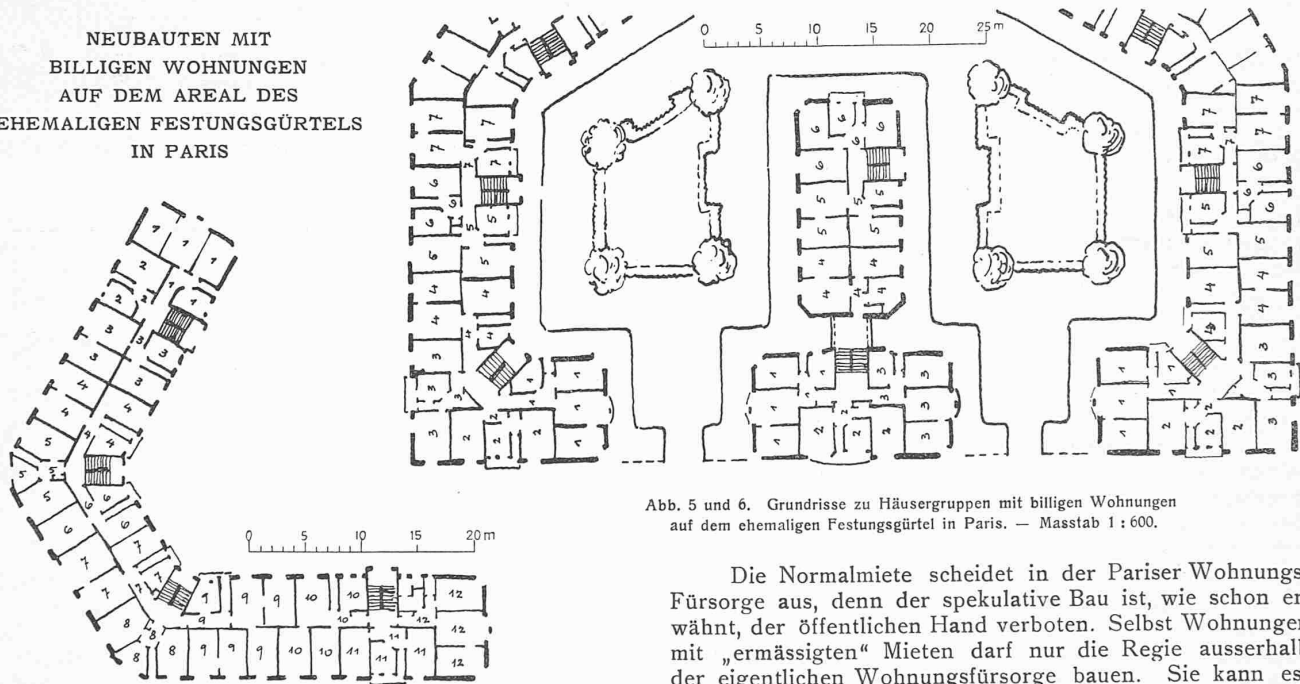 NEUBAUTEN MIT
BILLIGEN WOHNUNGEN
AUF DEM AREAL DES
EHEMALIGEN FESTUNGSGÜRTELS
IN PARIS
0 5 10 15 20 25 m
0 5 10 15 20 m
Abb. 5 und 6. Grundrisse zu Häusergruppen mit billigen Wohnungen
auf dem ehemaligen Festungsgürtel in Paris. — Masstab 1 : 600.
Die Normalmiete scheidet in der Pariser Wohnungs
Fürsorge aus, denn der spekulative Bau ist, wie schon er
wähnt, der öffentlichen Hand verboten. Selbst Wohnungen
mit „ermässigten“ Mieten darf nur die Regie ausserhalb
der eigentlichen Wohnungsfürsorge bauen. Sie kann es